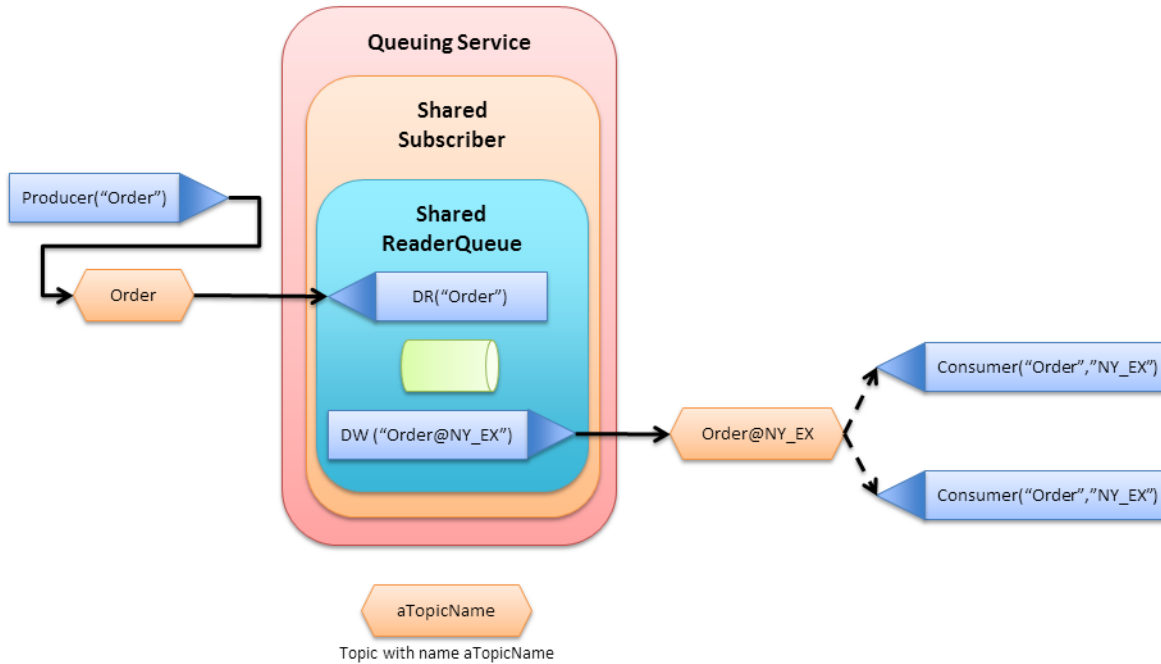 Queuing Service
Shared
Subscriber
Producer(“Order”)
Shared
ReaderQueue
Order
DR(“Order”)
DW (“Order@NY_EX”)
Order@NY_EX
Consumer(“Order”,”NY_EX”)
Consumer(“Order”,”NY_EX”)
aTopicName
Topic with name aTopicName